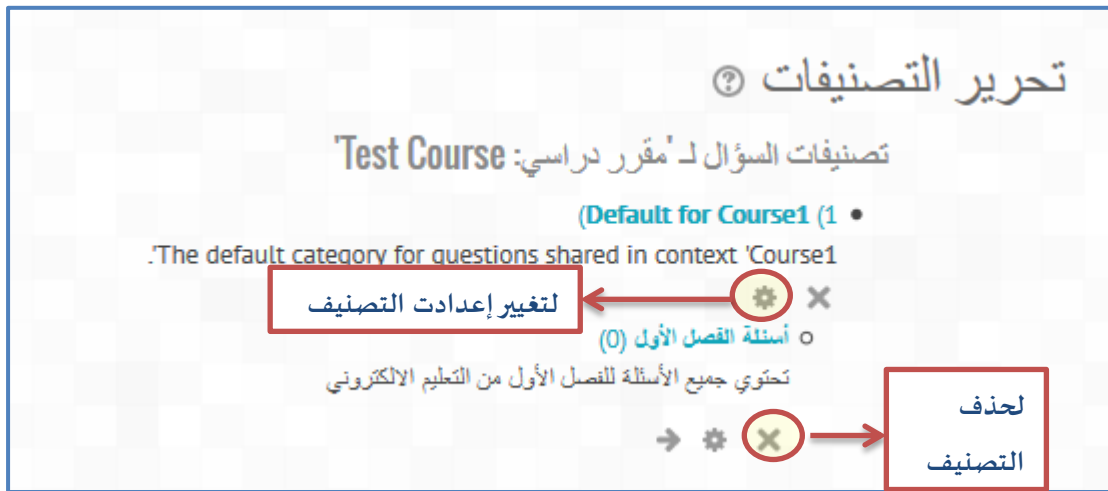 تحرير التصنيفات
تصنيفات السؤال لـ 'مقرر دراسي: Test Course'
(Default for Course1 (1
.'The default category for questions shared in context 'Course1
لتغيير إعدادت التصنيف
أسئلة الفصل الأول (0)
تحتوي جميع الأسئلة للفصل الأول من التعليم الالكتروني
لحذف
التصنيف